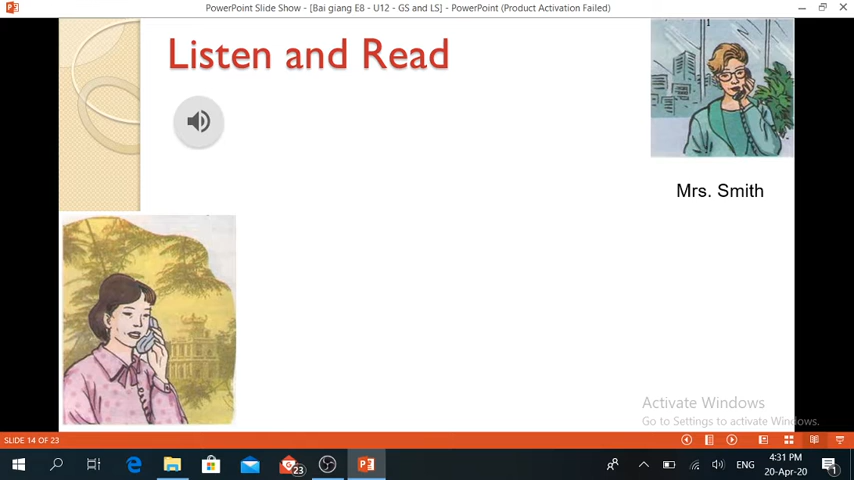 PowerPoint Slide Show - [Bai giang E8 - U12 - GS and LS] - PowerPoint (Product Activation Failed)
Listen and Read
Mrs. Smith
Activate Windows
Go to Settings to activate Windows.
SLIDE 14 OF 23
23
ENG
4:31 PM
20-Apr-20
1